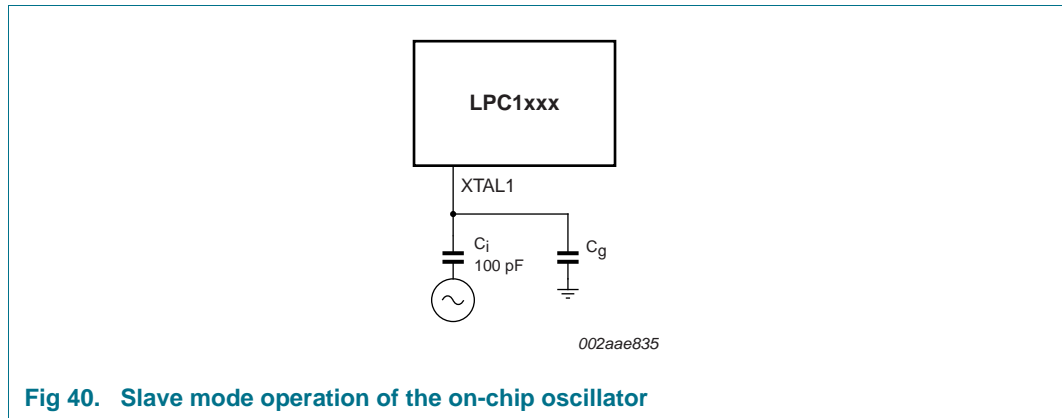 LPC1xxx
XTAL1
Ci
100 pF
Cg
002aae835
Fig 40. Slave mode operation of the on-chip oscillator